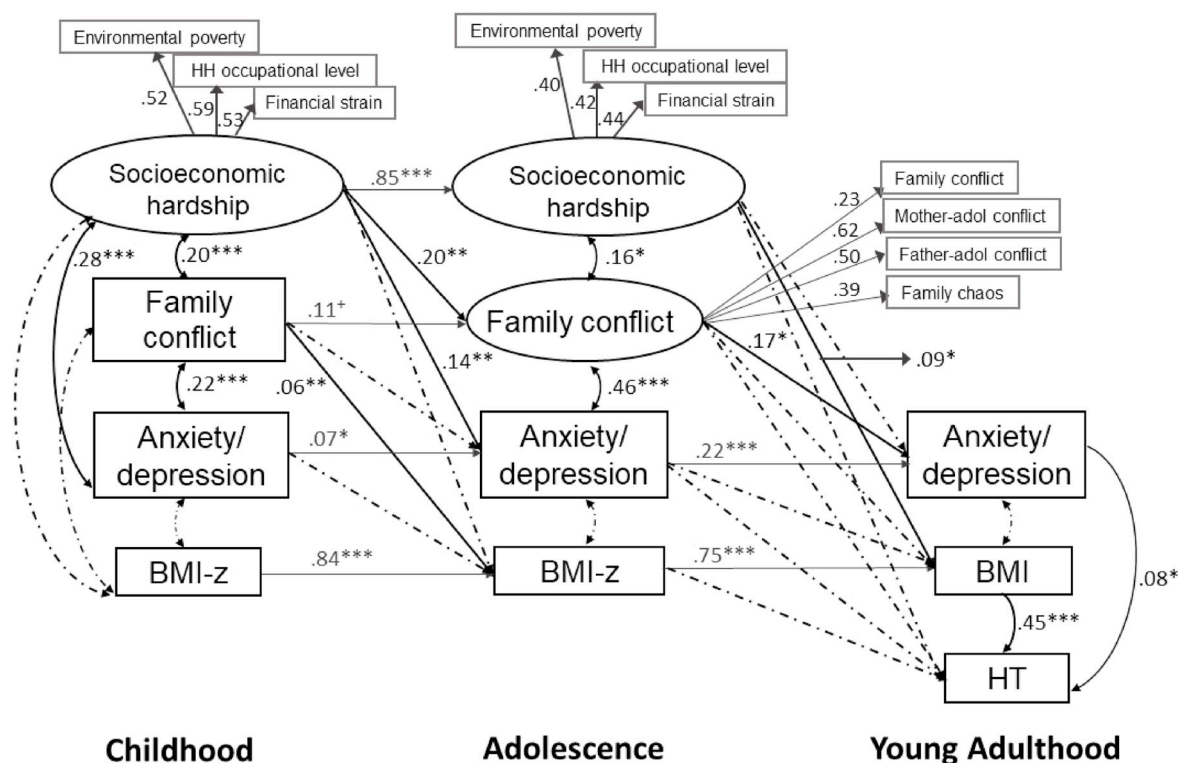 Environmental poverty
HH occupational level
Financial strain
.52
.59
.53
Environmental poverty
HH occupational level
Financial strain
.40
.42
.44
Socioeconomic
hardship
.85***
Socioeconomic
hardship
Family conflict
Mother-adol conflict
Father-adol conflict
Family chaos
.23
.62
.50
.39
.28***
.20***
.20**
.16*
Family
conflict
.11+
Family conflict
.17*
.14**
.09*
.22***
.06**
.46***
Anxiety/
depression
.07*
Anxiety/
depression
.22***
Anxiety/
depression
BMI-z
.84***
BMI-z
.75***
BMI
.08*
.45***
HT
Childhood
Adolescence
Young Adulthood